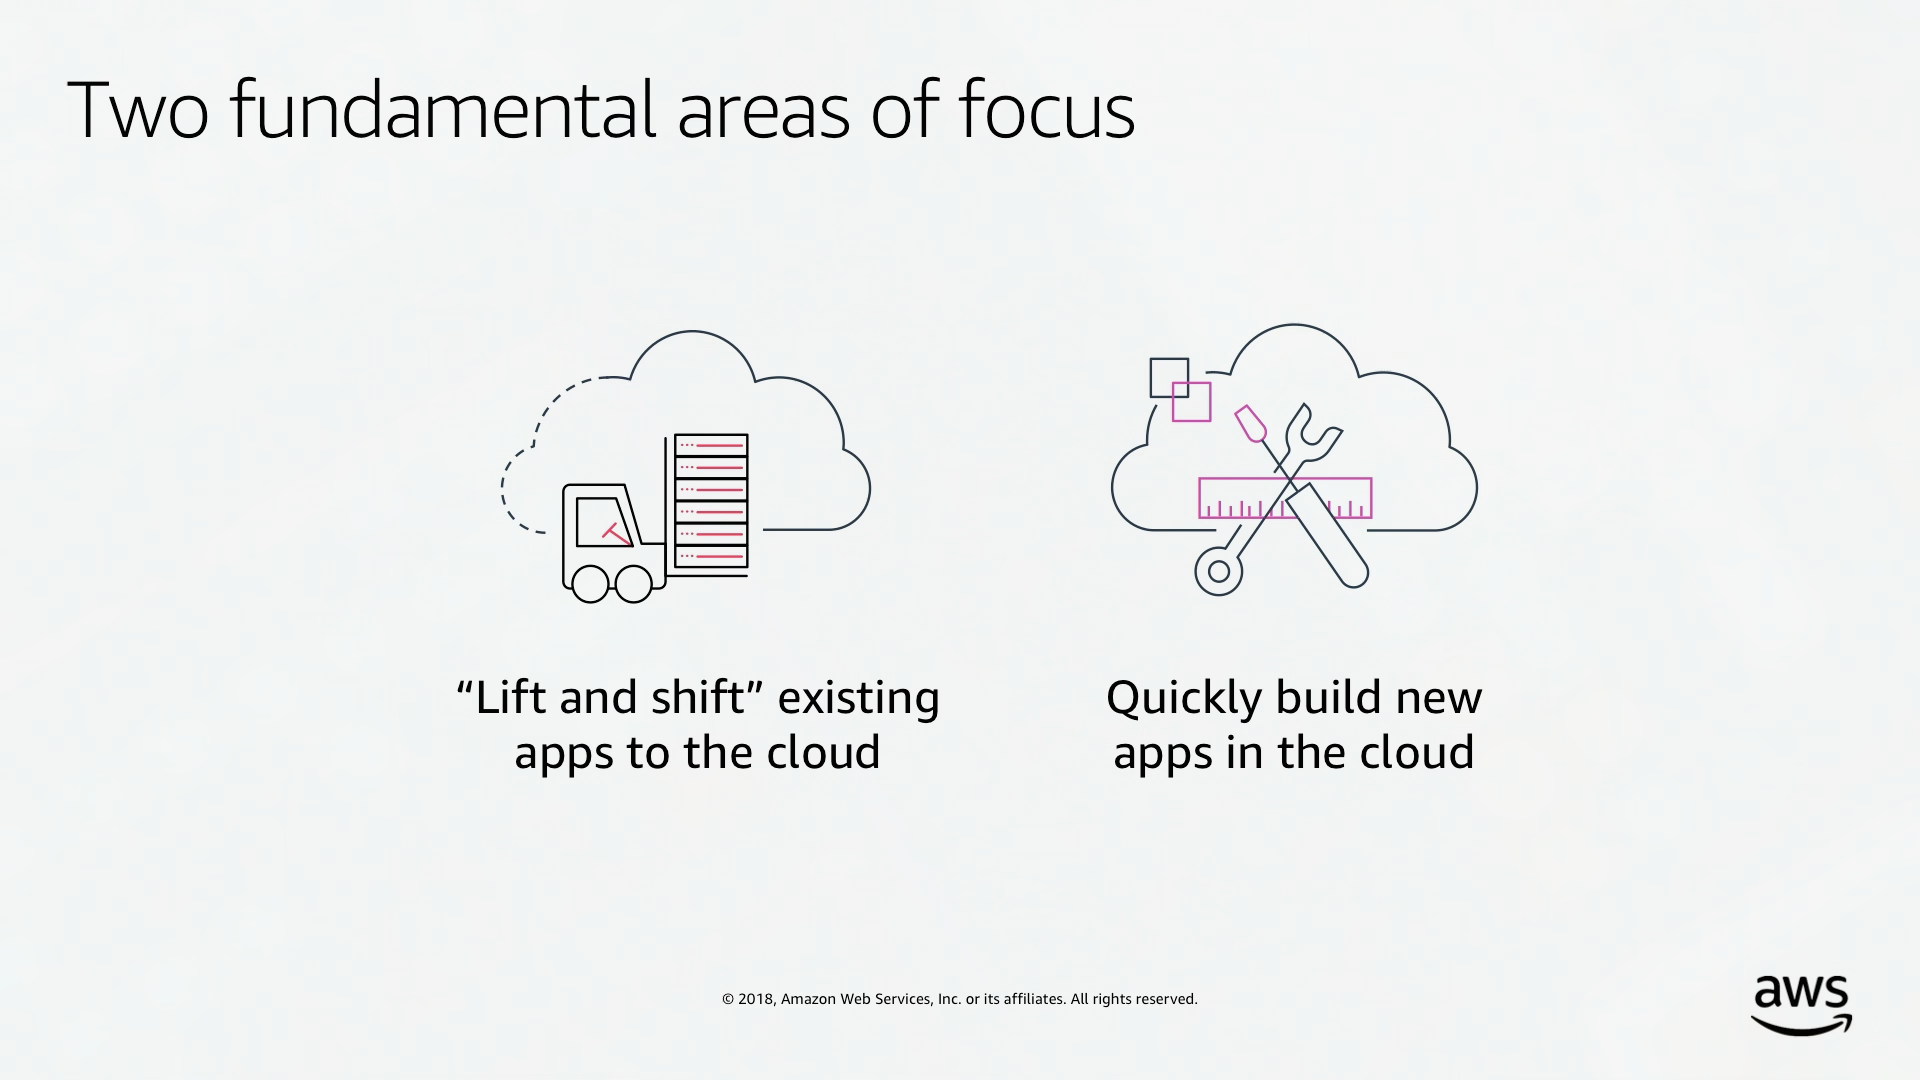 Two fundamental areas of focus
“Lift and shift” existing
apps to the cloud
Quickly build new
apps in the cloud
© 2018, Amazon Web Services, Inc. or its affiliates. All rights reserved.
aws